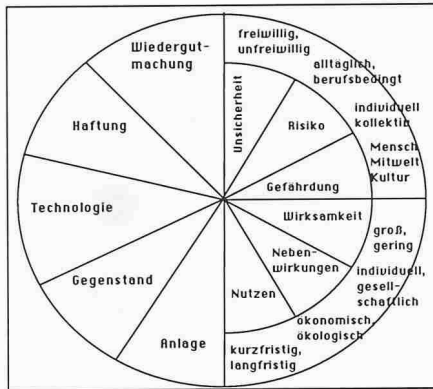 Wiedergut-
machung
Haftung
Technologie
Gegenstand
Anlage
freiwillig,
unfreiwillig
alltäglich,
berufsbedingt
individuell
kollektiv
Mensch
Mitwelt
Kultur
Unsicherheit
Risiko
Gefährdung
Wirksamkeit
Neben-
wirkungen
Nutzen
groß,
gering
individuell,
gesell-
schaftlich
ökonomisch,
ökologisch
kurzfristig,
langfristig